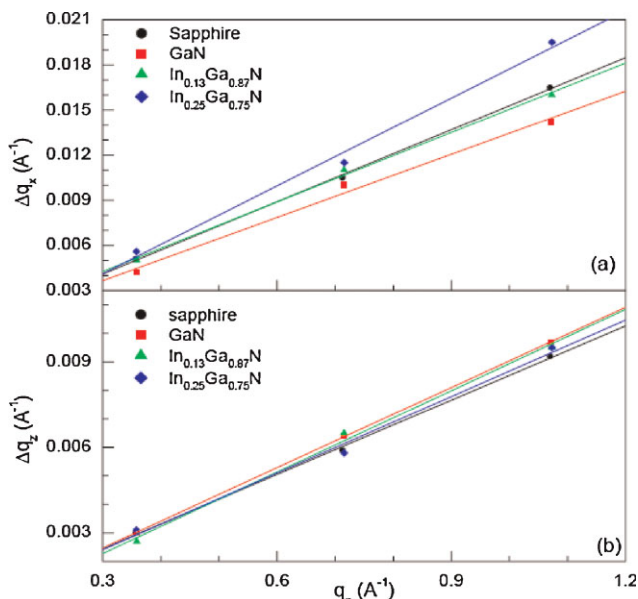 0.021
0.018
0.015
0.012
0.009
0.006
0.003
Δqₓ (A⁻¹)
Sapphire
GaN
In₀.₁₃Ga₀.₈₇N
In₀.₂₅Ga₀.₇₅N
(a)
0.009
0.006
0.003
Δq_z (A⁻¹)
sapphire
GaN
In₀.₁₃Ga₀.₈₇N
In₀.₂₅Ga₀.₇₅N
(b)
0.3 0.6 0.9 1.2
(A⁻¹)